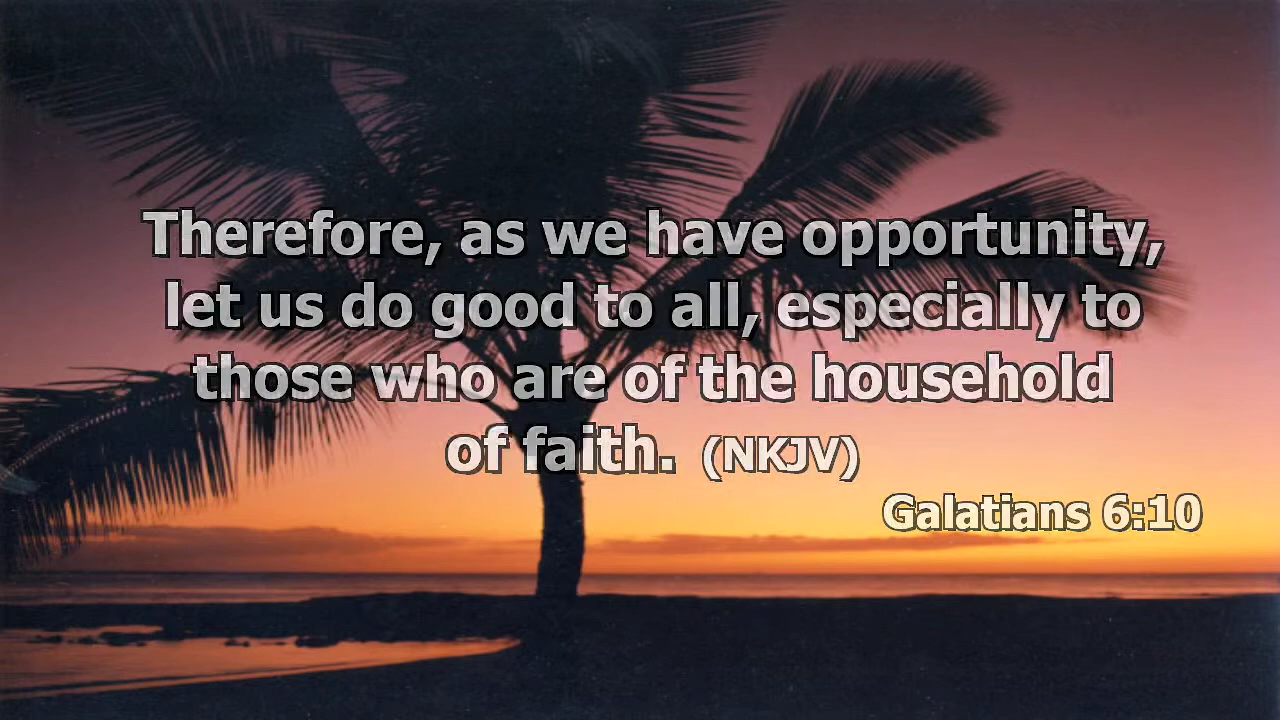 Therefore, as we have opportunity,
let us do good to all, especially to
those who are of the household
of faith. (NKJV)
Galatians 6:10